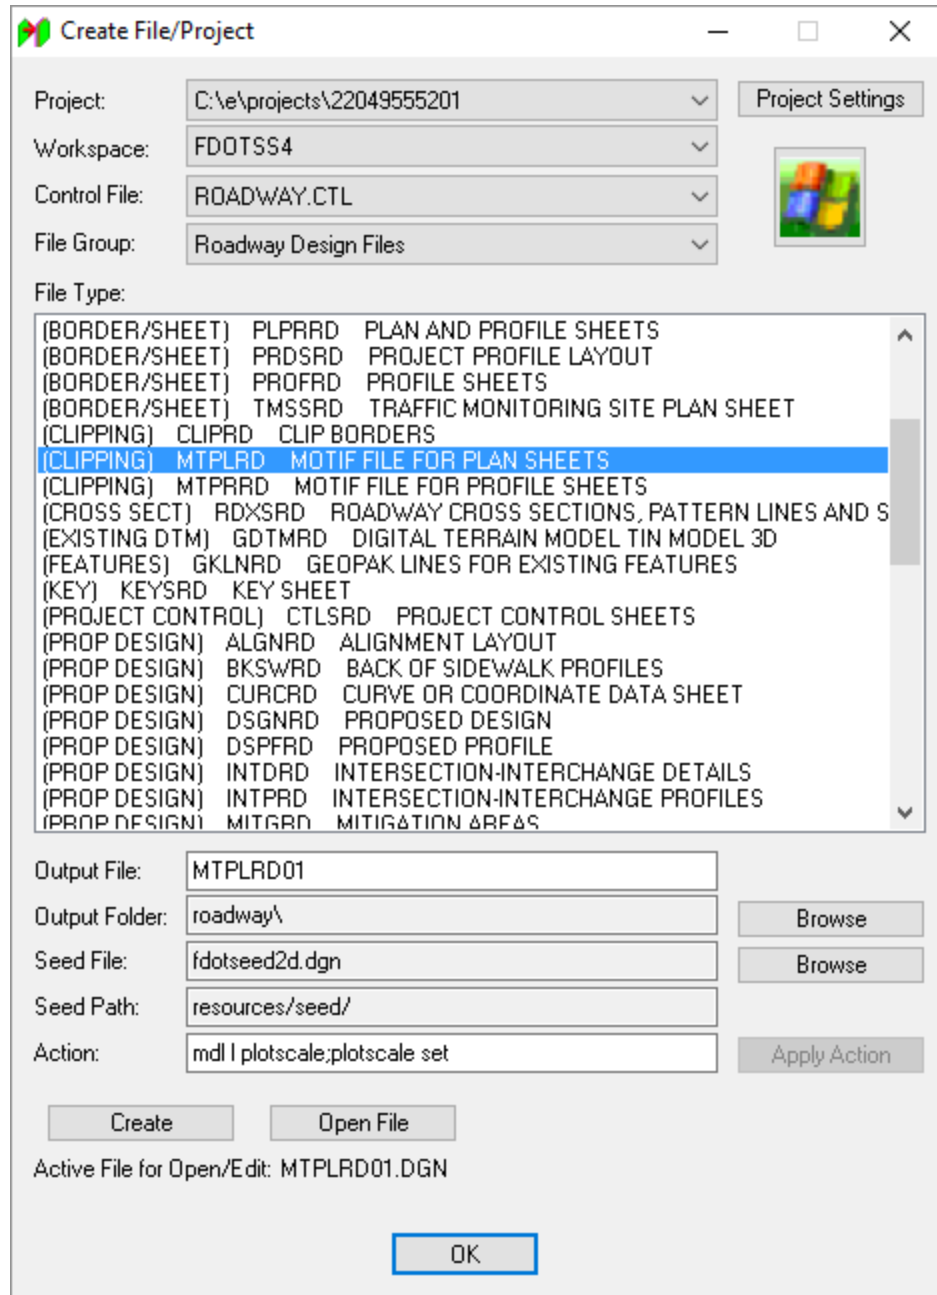 Create File/Project
Project: C:\e\projects\22049555201 Project Settings
Workspace: FDOTSS4
Control File: ROADWAY.CTL
File Group: Roadway Design Files
File Type:
(BORDER/SHEET) PLPRRD PLAN AND PROFILE SHEETS
(BORDER/SHEET) PRDSRD PROJECT PROFILE LAYOUT
(BORDER/SHEET) PROFRD PROFILE SHEETS
(BORDER/SHEET) TMSSRD TRAFFIC MONITORING SITE PLAN SHEET
(CLIPPING) CLIPRD CLIP BORDERS
(CLIPPING) MTPLRD MOTIF FILE FOR PLAN SHEETS
(CLIPPING) MTPRRD MOTIF FILE FOR PROFILE SHEETS
(CROSS SECT) RDXSRD ROADWAY CROSS SECTIONS, PATTERN LINES AND S
(EXISTING DTM) GDTMRD DIGITAL TERRAIN MODEL TIN MODEL 3D
(FEATURES) GKLNRD GEOPAK LINES FOR EXISTING FEATURES
(KEY) KEYSRD KEY SHEET
(PROJECT CONTROL) CTLSRD PROJECT CONTROL SHEETS
(PROP DESIGN) ALGNRD ALIGNMENT LAYOUT
(PROP DESIGN) BKSWRD BACK OF SIDEWALK PROFILES
(PROP DESIGN) CURCRD CURVE OR COORDINATE DATA SHEET
(PROP DESIGN) DSGNRD PROPOSED DESIGN
(PROP DESIGN) DSPFRD PROPOSED PROFILE
(PROP DESIGN) INTDRD INTERSECTION-INTERCHANGE DETAILS
(PROP DESIGN) INTPRD INTERSECTION-INTERCHANGE PROFILES
(PROP DESIGN) MITGRD MITIGATION AREAS
Output File: MTPLRD01
Output Folder: roadway\ Browse
Seed File: fdotseed2d.dgn Browse
Seed Path: resources/seed/
Action: mdl l plotscale;plotscale set Apply Action
Create Open File
Active File for Open/Edit: MTPLRD01.DGN
OK